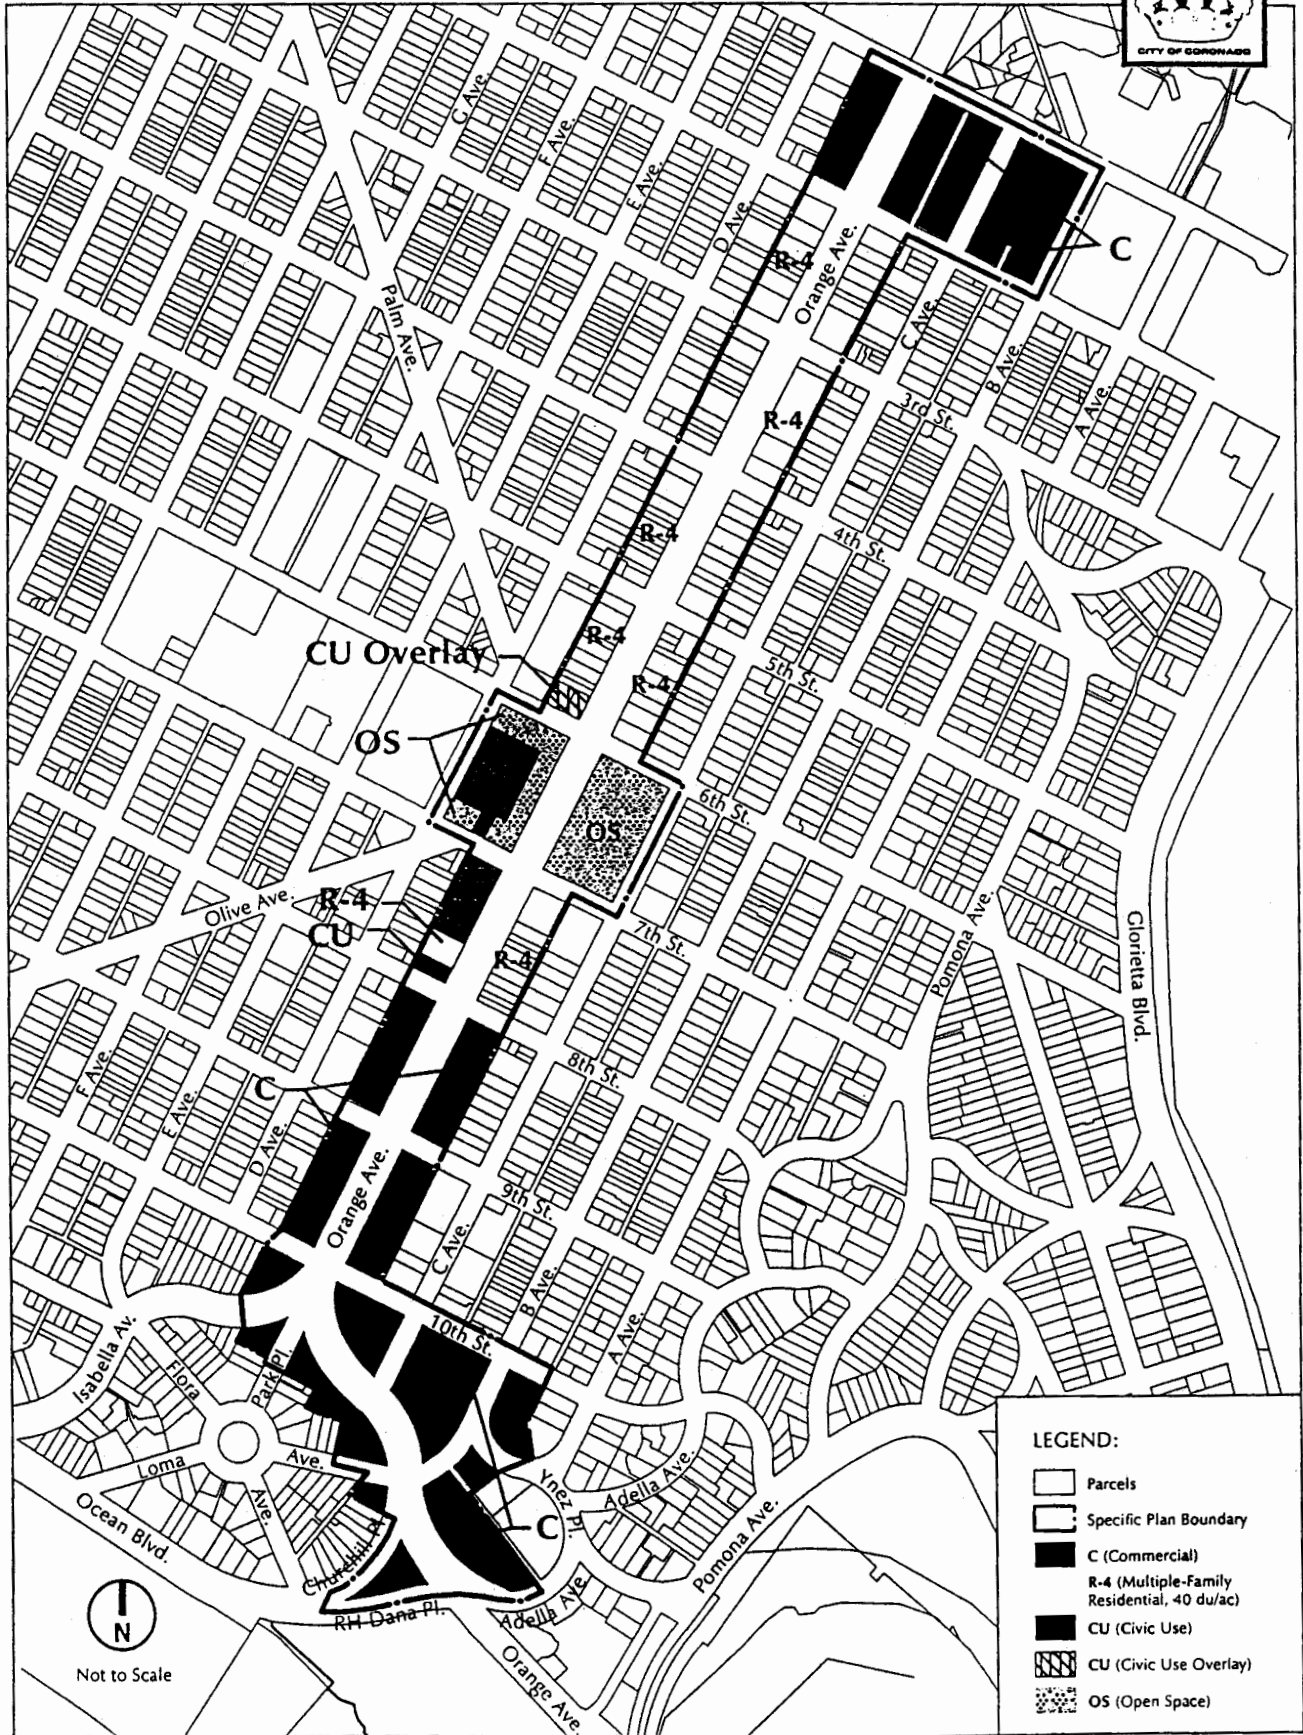 CITY OF CORONADO
C Ave.
F Ave.
E Ave.
D Ave.
R-4
Orange Ave.
C
Palm Ave.
C Ave.
B Ave.
A Ave.
3rd St.
R-4
R-4
4th St.
R-4
CU Overlay
5th St.
R-4
OS
6th St.
OS
Olive Ave.
R-4
CU
7th St.
R-4
Pomona Ave.
Glorietta Blvd.
8th St.
C
F Ave.
E Ave.
D Ave.
Orange Ave.
9th St.
C Ave.
B Ave.
A Ave.
10th St.
Isabella Av.
Flora
Park Pl.
Loma
Ave.
Ave.
Ocean Blvd.
Ynez Pl.
Adella Ave.
Pomona Ave.
C
Churchill Pl.
RH Dana Pl.
Adella Ave.
Orange Ave.
N
Not to Scale
LEGEND:
Parcels
Specific Plan Boundary
C (Commercial)
R-4 (Multiple-Family
Residential, 40 du/ac)
CU (Civic Use)
CU (Civic Use Overlay)
OS (Open Space)